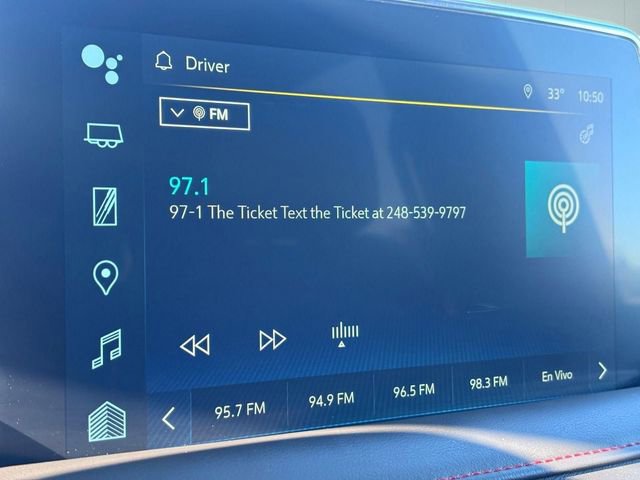 Driver
33° 10:50
FM
97.1
97-1 The Ticket Text the Ticket at 248-539-9797
95.7 FM 94.9 FM 96.5 FM 98.3 FM En Vivo